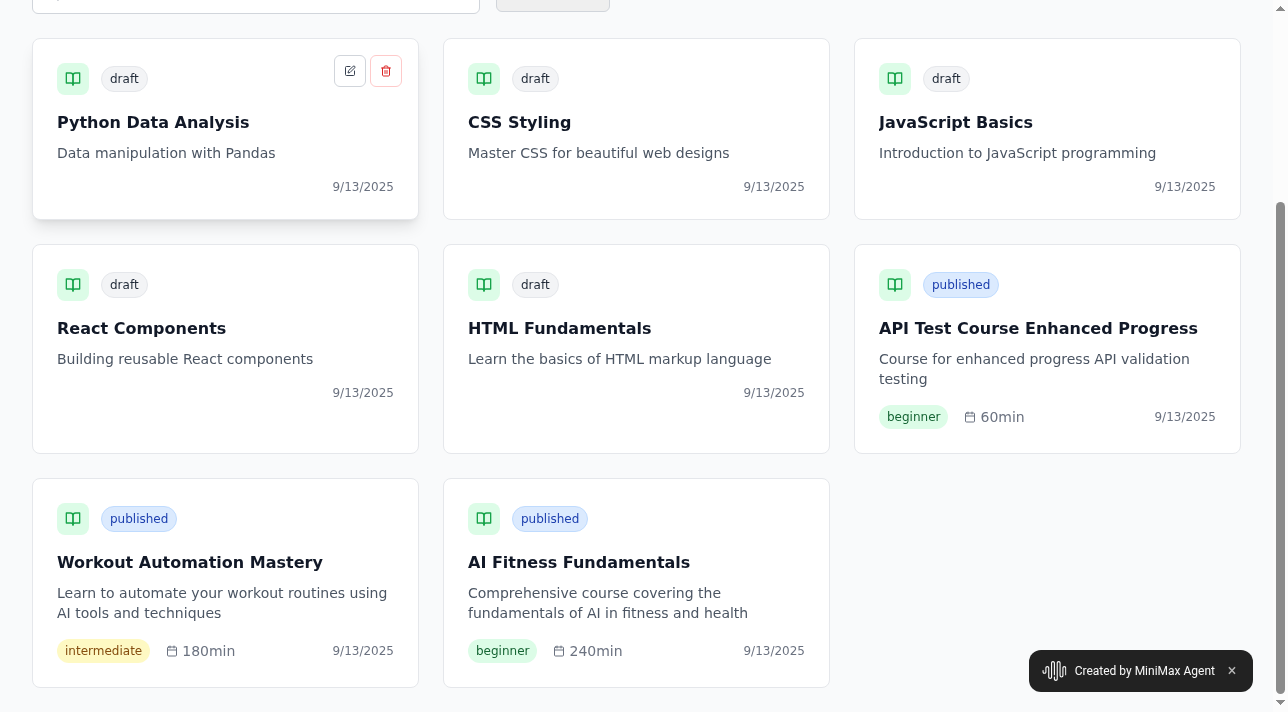 draft
Python Data Analysis
Data manipulation with Pandas
9/13/2025
draft
CSS Styling
Master CSS for beautiful web designs
9/13/2025
draft
JavaScript Basics
Introduction to JavaScript programming
9/13/2025
draft
React Components
Building reusable React components
9/13/2025
draft
HTML Fundamentals
Learn the basics of HTML markup language
9/13/2025
published
API Test Course Enhanced Progress
Course for enhanced progress API validation
testing
beginner 60min 9/13/2025
published
Workout Automation Mastery
Learn to automate your workout routines using
AI tools and techniques
intermediate 180min 9/13/2025
published
AI Fitness Fundamentals
Comprehensive course covering the
fundamentals of AI in fitness and health
beginner 240min 9/13/2025
Created by MiniMax Agent